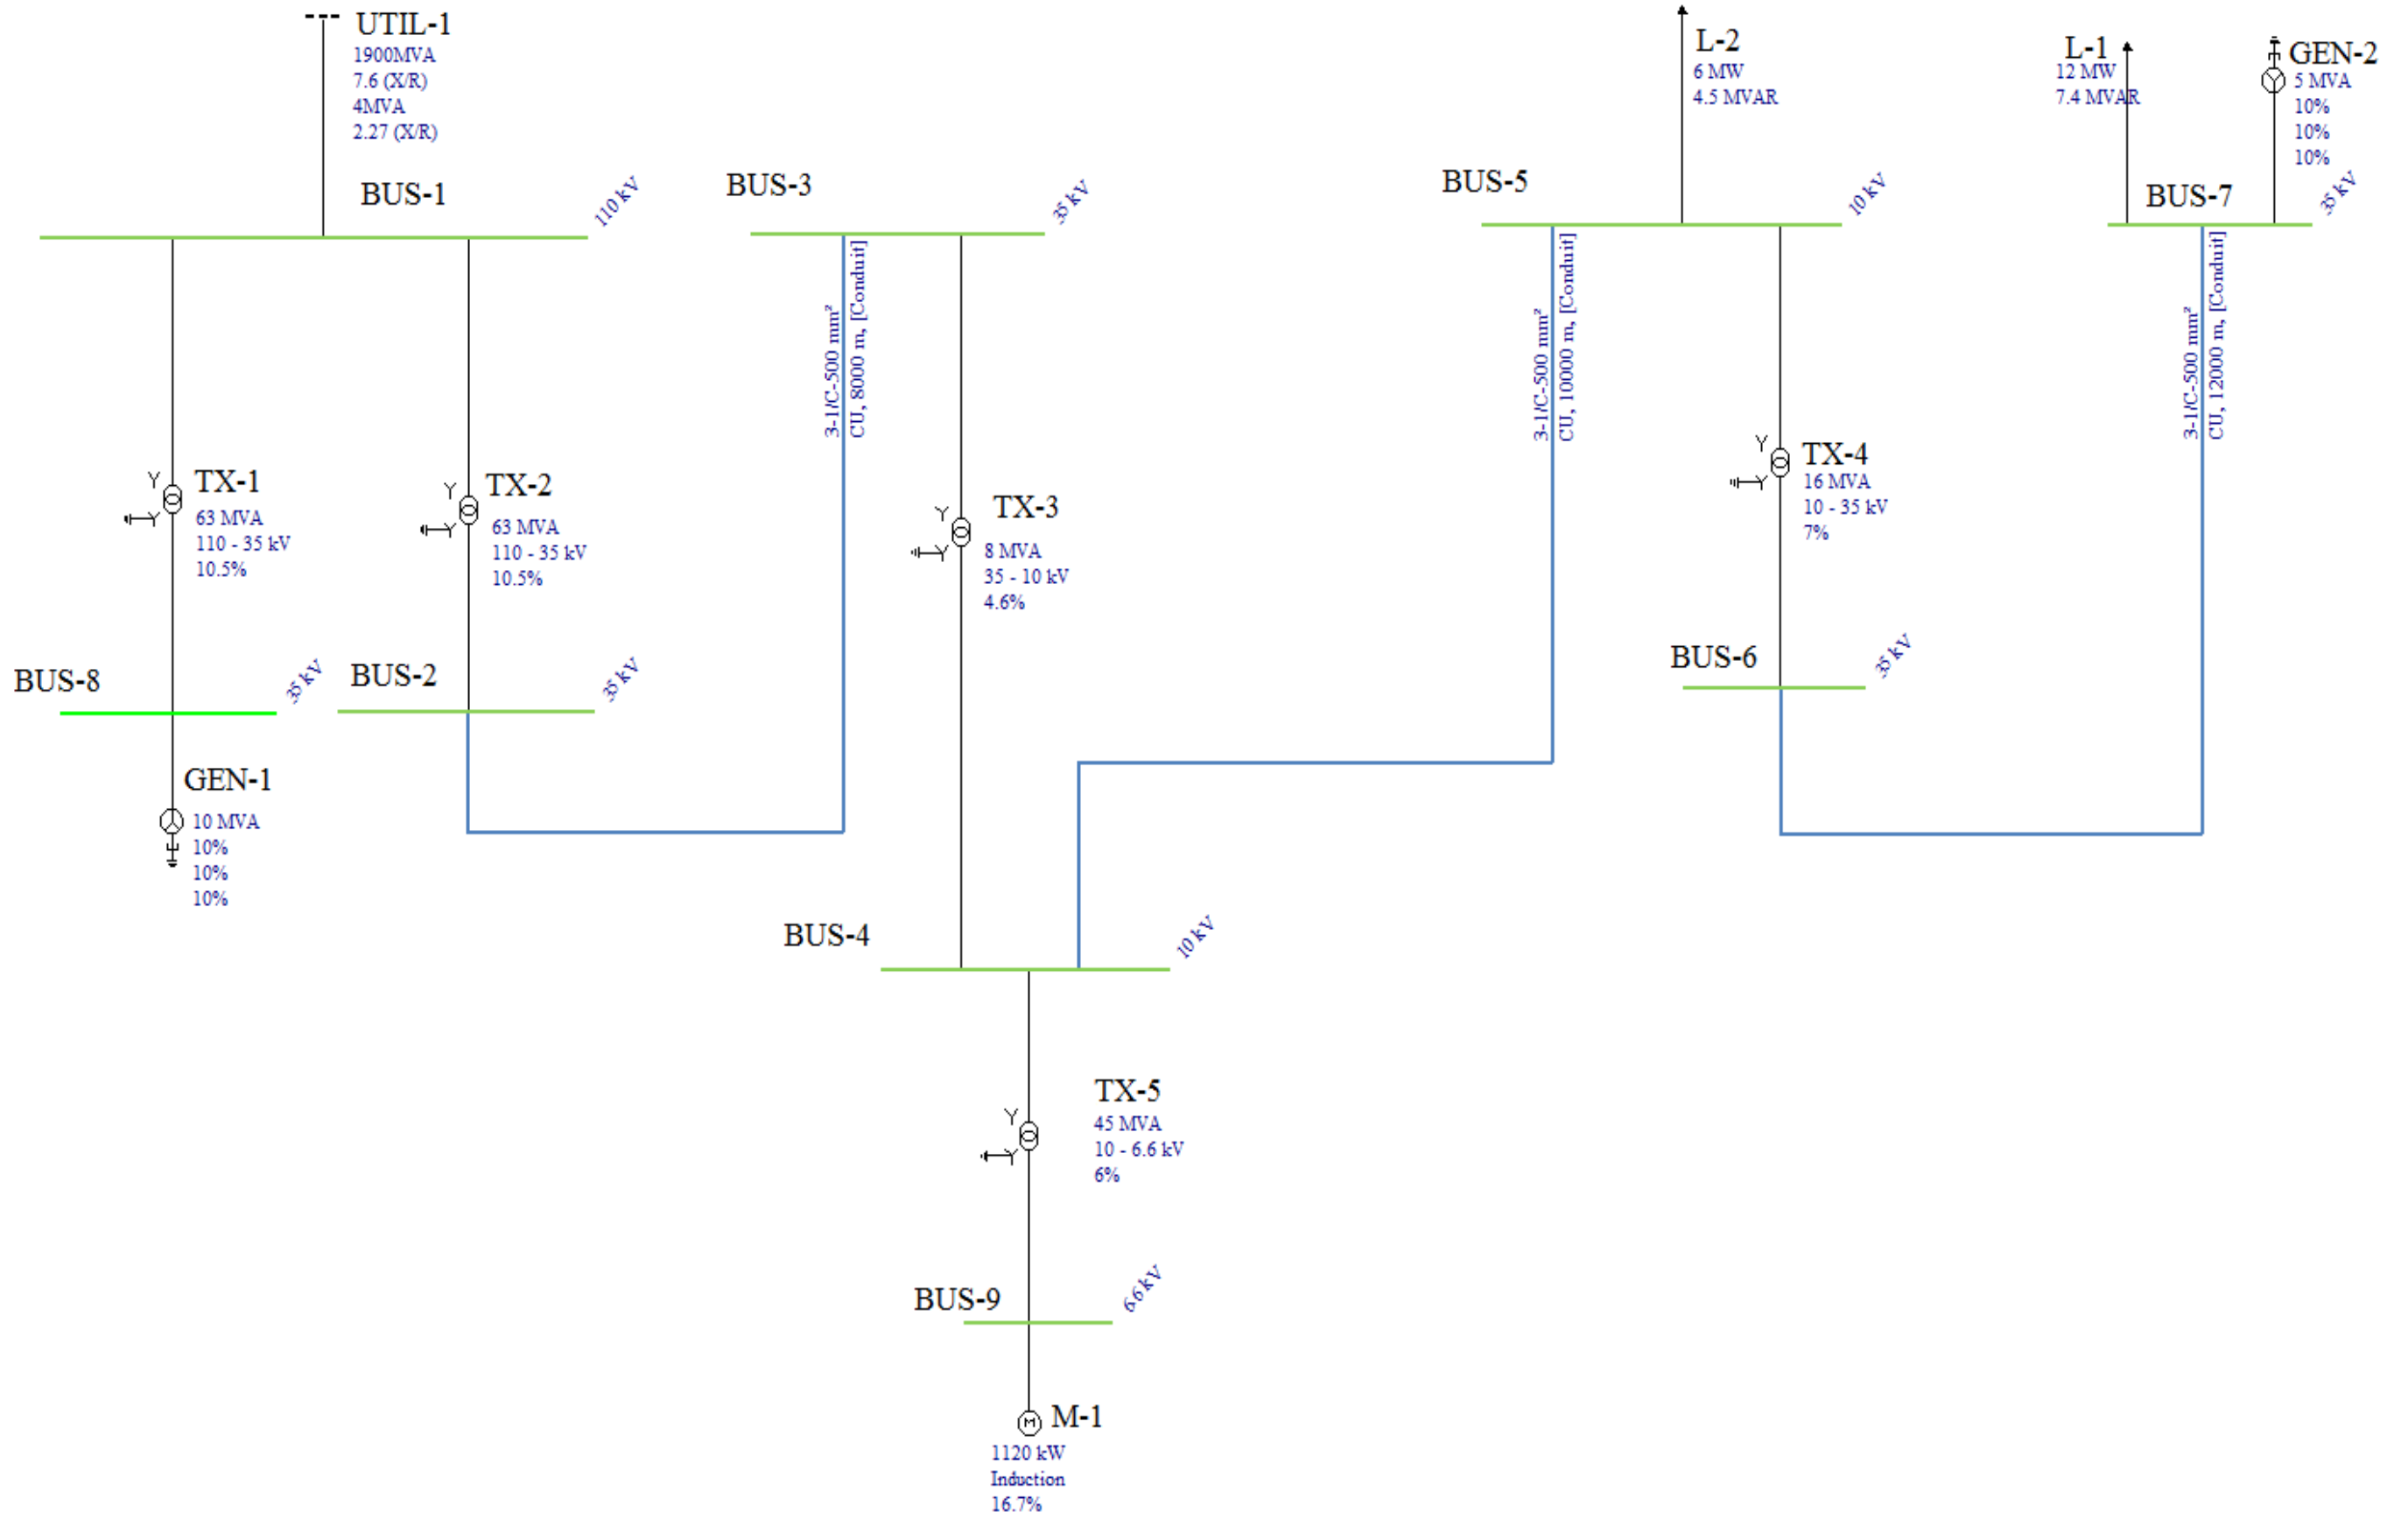 UTIL-1
1900MVA
7.6 (X/R)
4MVA
2.27 (X/R)
BUS-1
110 kV
BUS-3
35 kV
L-2
6 MW
4.5 MVAR
BUS-5
10 kV
L-1
12 MW
7.4 MVAR
GEN-2
5 MVA
10%
10%
10%
BUS-7
35 kV
3-1/C-500 mm²
CU, 8000 m, [Conduit]
3-1/C-500 mm²
CU, 10000 m, [Conduit]
3-1/C-500 mm²
CU, 12000 m, [Conduit]
TX-1
63 MVA
110 - 35 kV
10.5%
TX-2
63 MVA
110 - 35 kV
10.5%
TX-3
8 MVA
35 - 10 kV
4.6%
TX-4
16 MVA
10 - 35 kV
7%
BUS-8
35 kV
BUS-2
35 kV
BUS-6
35 kV
GEN-1
10 MVA
10%
10%
10%
BUS-4
10 kV
TX-5
45 MVA
10 - 6.6 kV
6%
BUS-9
6.6 kV
M
M-1
1120 kW
Induction
16.7%